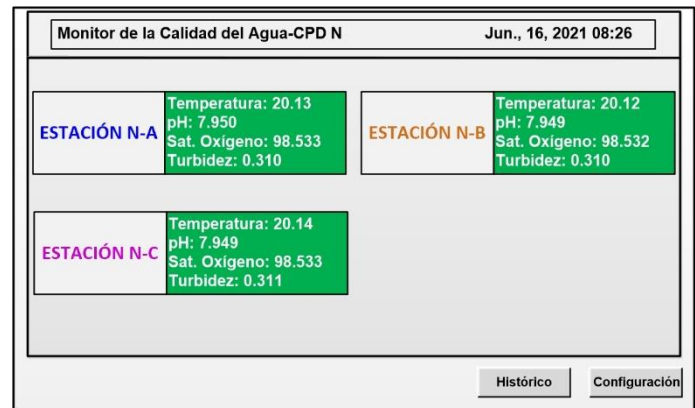 Monitor de la Calidad del Agua-CPD N
Jun., 16, 2021 08:26
ESTACIÓN N-A
Temperatura: 20.13
pH: 7.950
Sat. Oxígeno: 98.533
Turbidez: 0.310
ESTACIÓN N-B
Temperatura: 20.12
pH: 7.949
Sat. Oxígeno: 98.532
Turbidez: 0.310
ESTACIÓN N-C
Temperatura: 20.14
pH: 7.949
Sat. Oxígeno: 98.533
Turbidez: 0.311
Histórico
Configuración